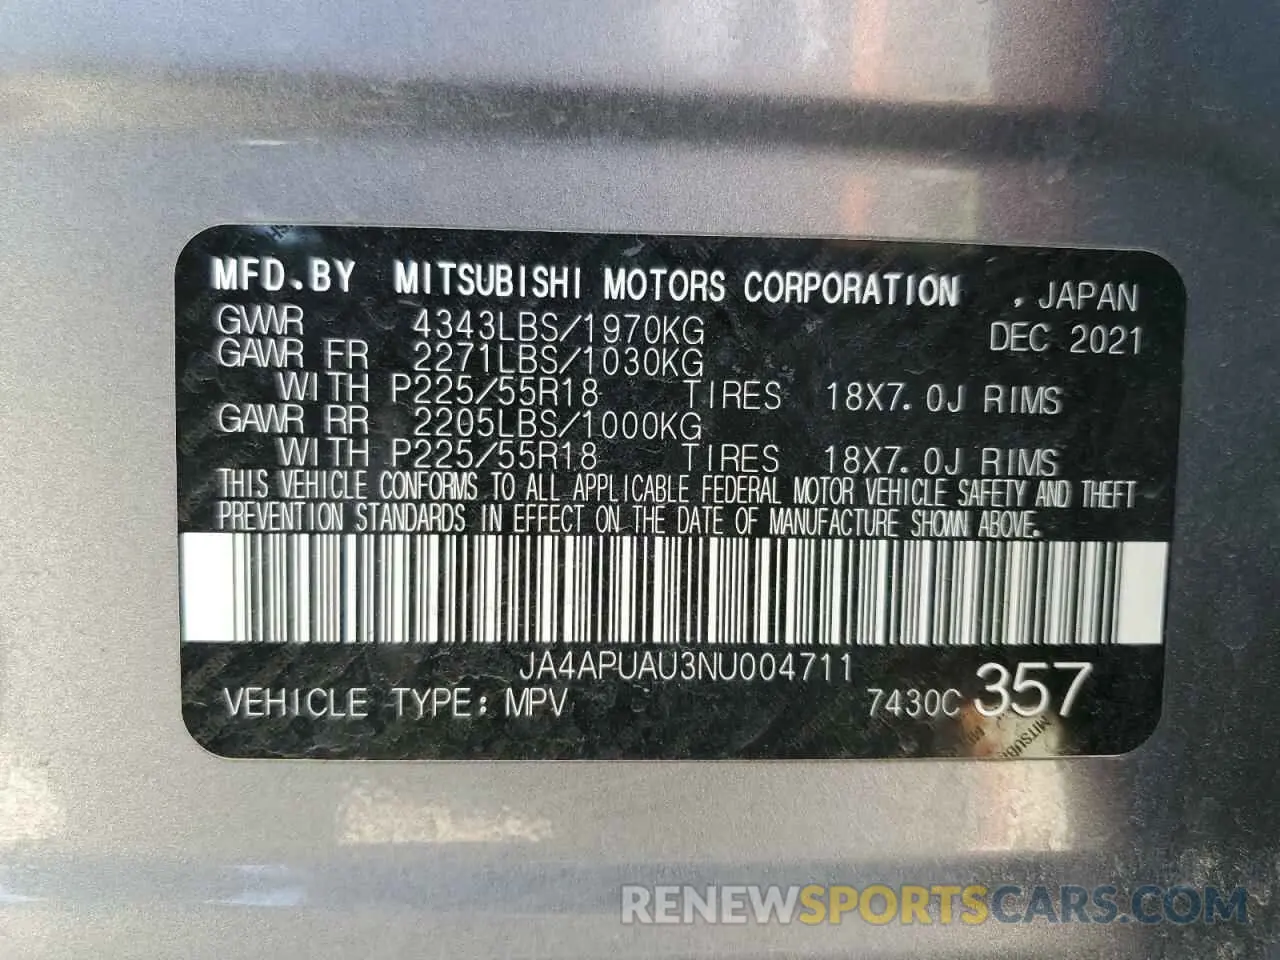 MFD.BY MITSUBISHI MOTORS CORPORATION , JAPAN
GVWR 4343LBS/1970KG DEC 2021
GAWR FR 2271LBS/1030KG
WITH P225/55R18 TIRES 18X7.0J RIMS
GAWR RR 2205LBS/1000KG
WITH P225/55R18 TIRES 18X7.0J RIMS
THIS VEHICLE CONFORMS TO ALL APPLICABLE FEDERAL MOTOR VEHICLE SAFETY AND THEFT
PREVENTION STANDARDS IN EFFECT ON THE DATE OF MANUFACTURE SHOWN ABOVE.
JA4APUAU3NU004711
VEHICLE TYPE: MPV 7430C 357
RENEWSPORTSCARS.COM